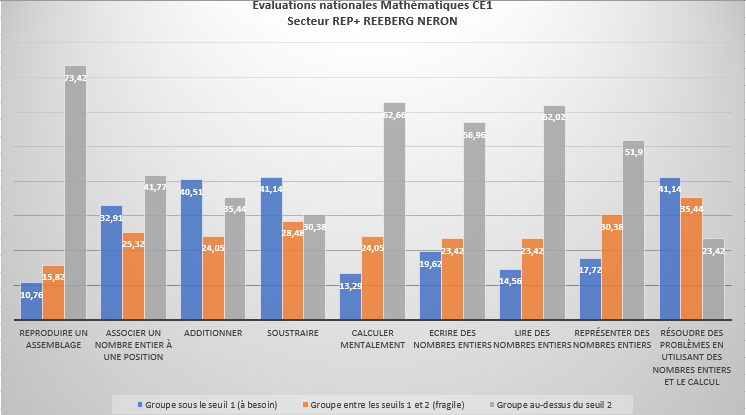 Evaluations nationales Mathématiques CE1
Secteur REP+ REEBERG NERON
73,42
62,66
62,02
56,96
51,9
41,77
40,51
41,14
41,14
35,44
35,44
32,91
30,38
30,38
28,48
25,32
24,05
24,05
23,42
23,42
23,42
19,62
17,72
15,82
14,56
13,29
10,76
REPRODUIRE UN
ASSEMBLAGE
ASSOCIER UN
NOMBRE ENTIER À
UNE POSITION
ADDITIONNER
SOUSTRAIRE
CALCULER
MENTALEMENT
ECRIRE DES
NOMBRES ENTIERS
LIRE DES
NOMBRES ENTIERS
REPRÉSENTER DES
NOMBRES ENTIERS
RÉSOUDRE DES
PROBLÈMES EN
UTILISANT DES
NOMBRES ENTIERS
ET LE CALCUL
Groupe sous le seuil 1 (à besoin)
Groupe entre les seuils 1 et 2 (fragile)
Groupe au-dessus du seuil 2